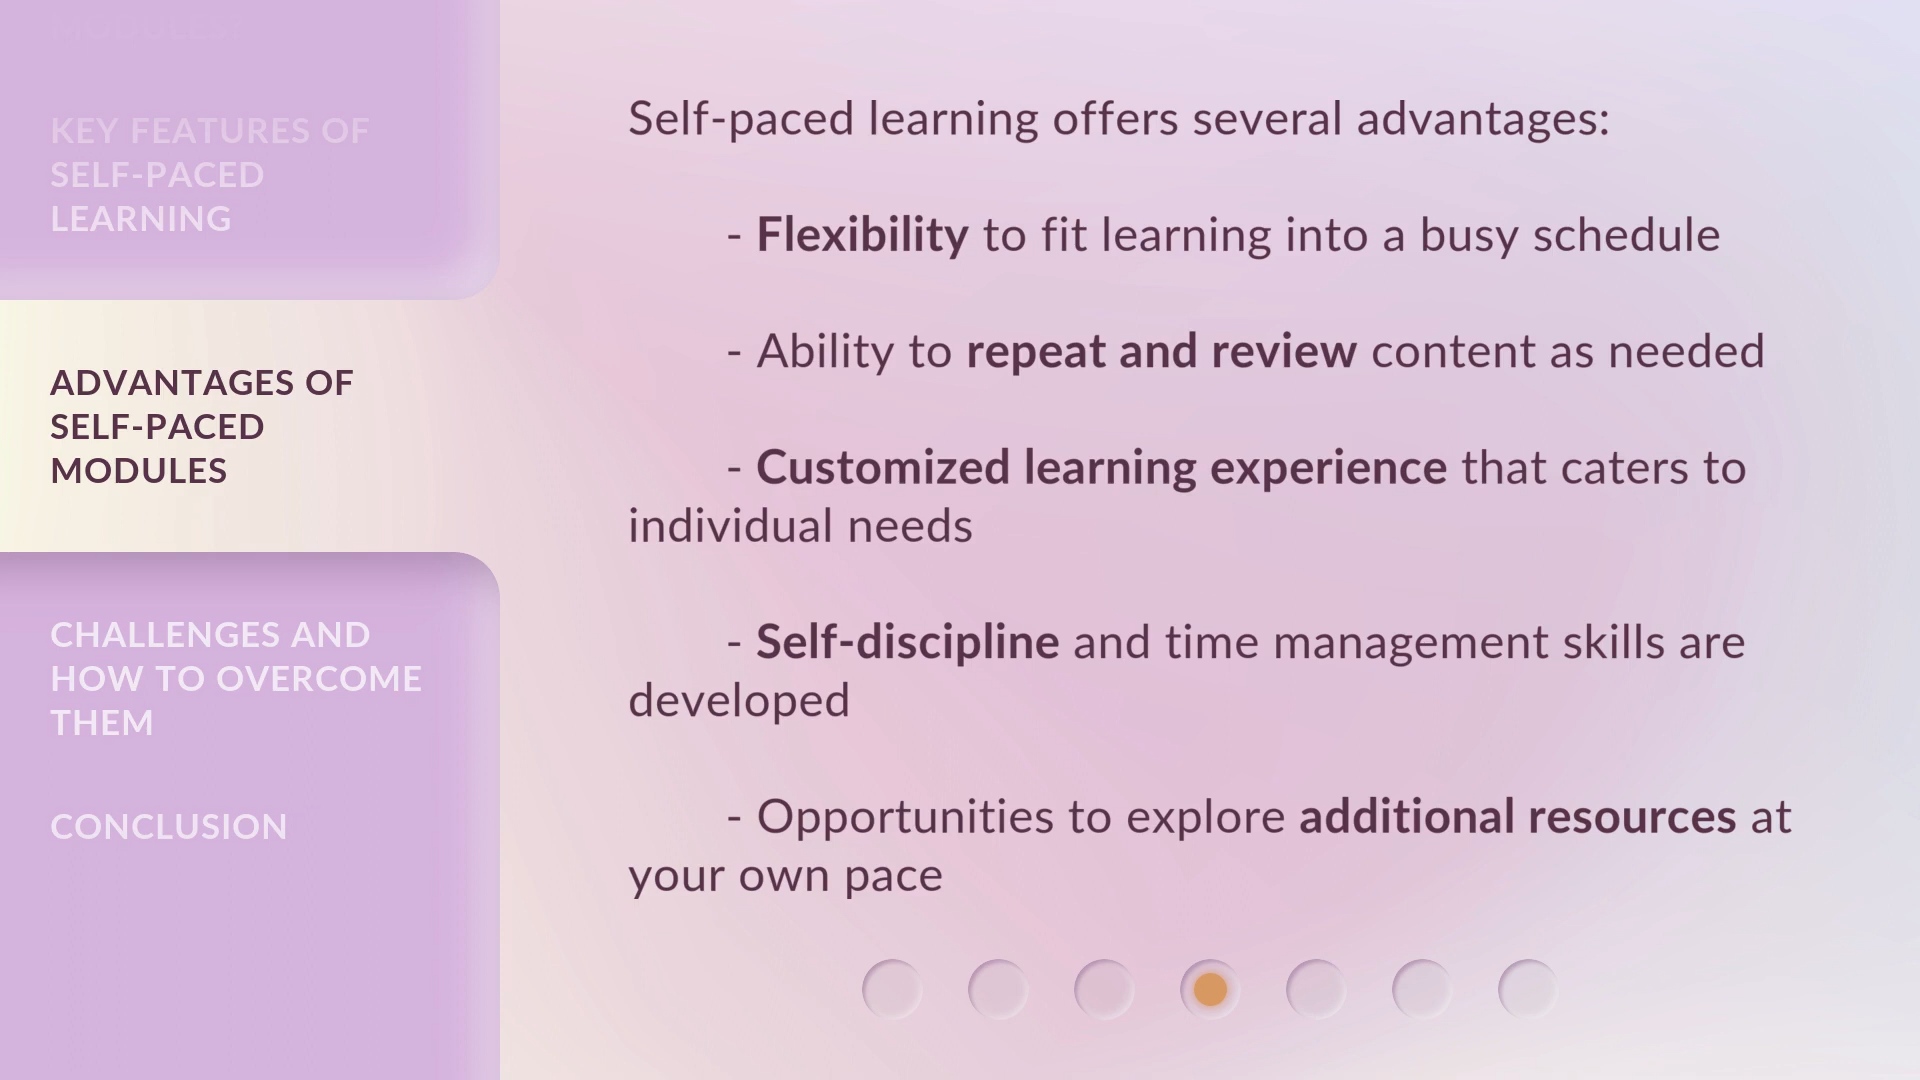 MODULES?
KEY FEATURES OF
SELF-PACED
LEARNING
ADVANTAGES OF
SELF-PACED
MODULES
CHALLENGES AND
HOW TO OVERCOME
THEM
CONCLUSION
Self-paced learning offers several advantages:
- Flexibility to fit learning into a busy schedule
- Ability to repeat and review content as needed
- Customized learning experience that caters to
individual needs
- Self-discipline and time management skills are
developed
- Opportunities to explore additional resources at
your own pace